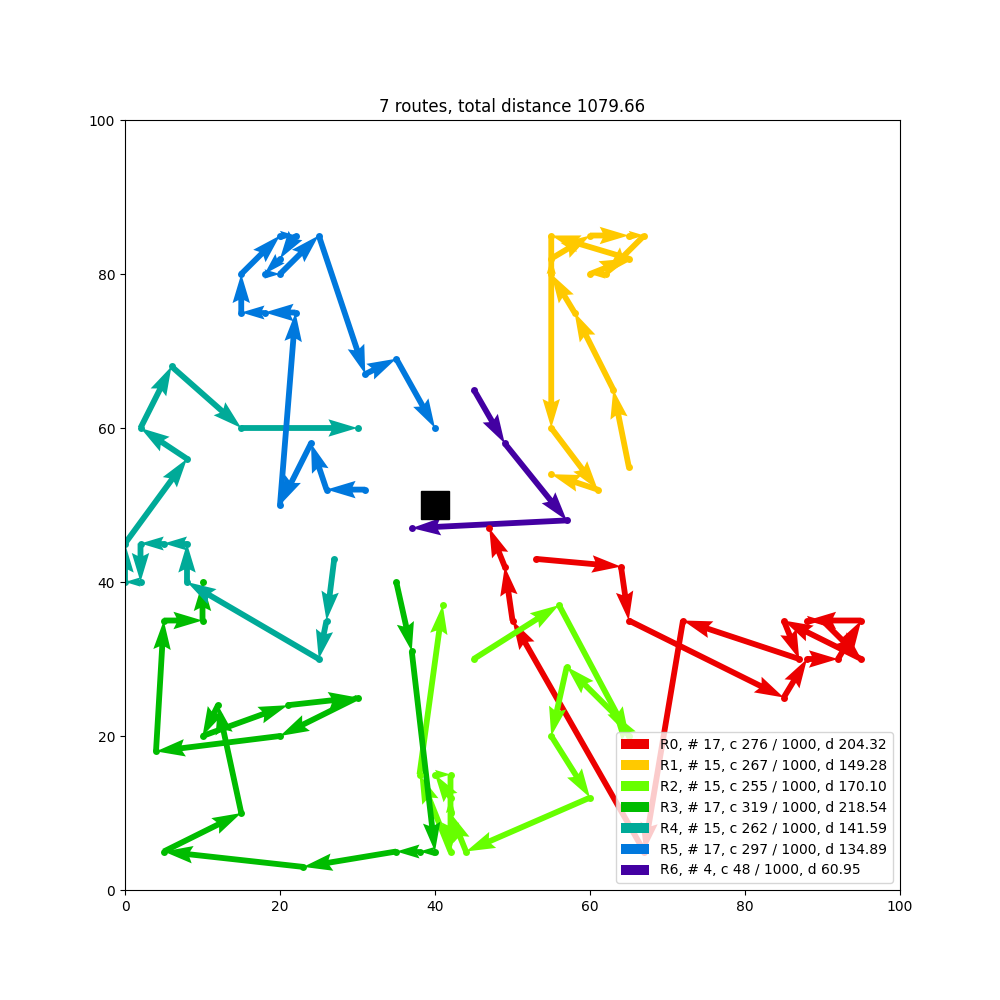 7 routes, total distance 1079.66
100
80
60
40
20
0
0 20 40 60 80 100
R0, # 17, c 276 / 1000, d 204.32
R1, # 15, c 267 / 1000, d 149.28
R2, # 15, c 255 / 1000, d 170.10
R3, # 17, c 319 / 1000, d 218.54
R4, # 15, c 262 / 1000, d 141.59
R5, # 17, c 297 / 1000, d 134.89
R6, # 4, c 48 / 1000, d 60.95